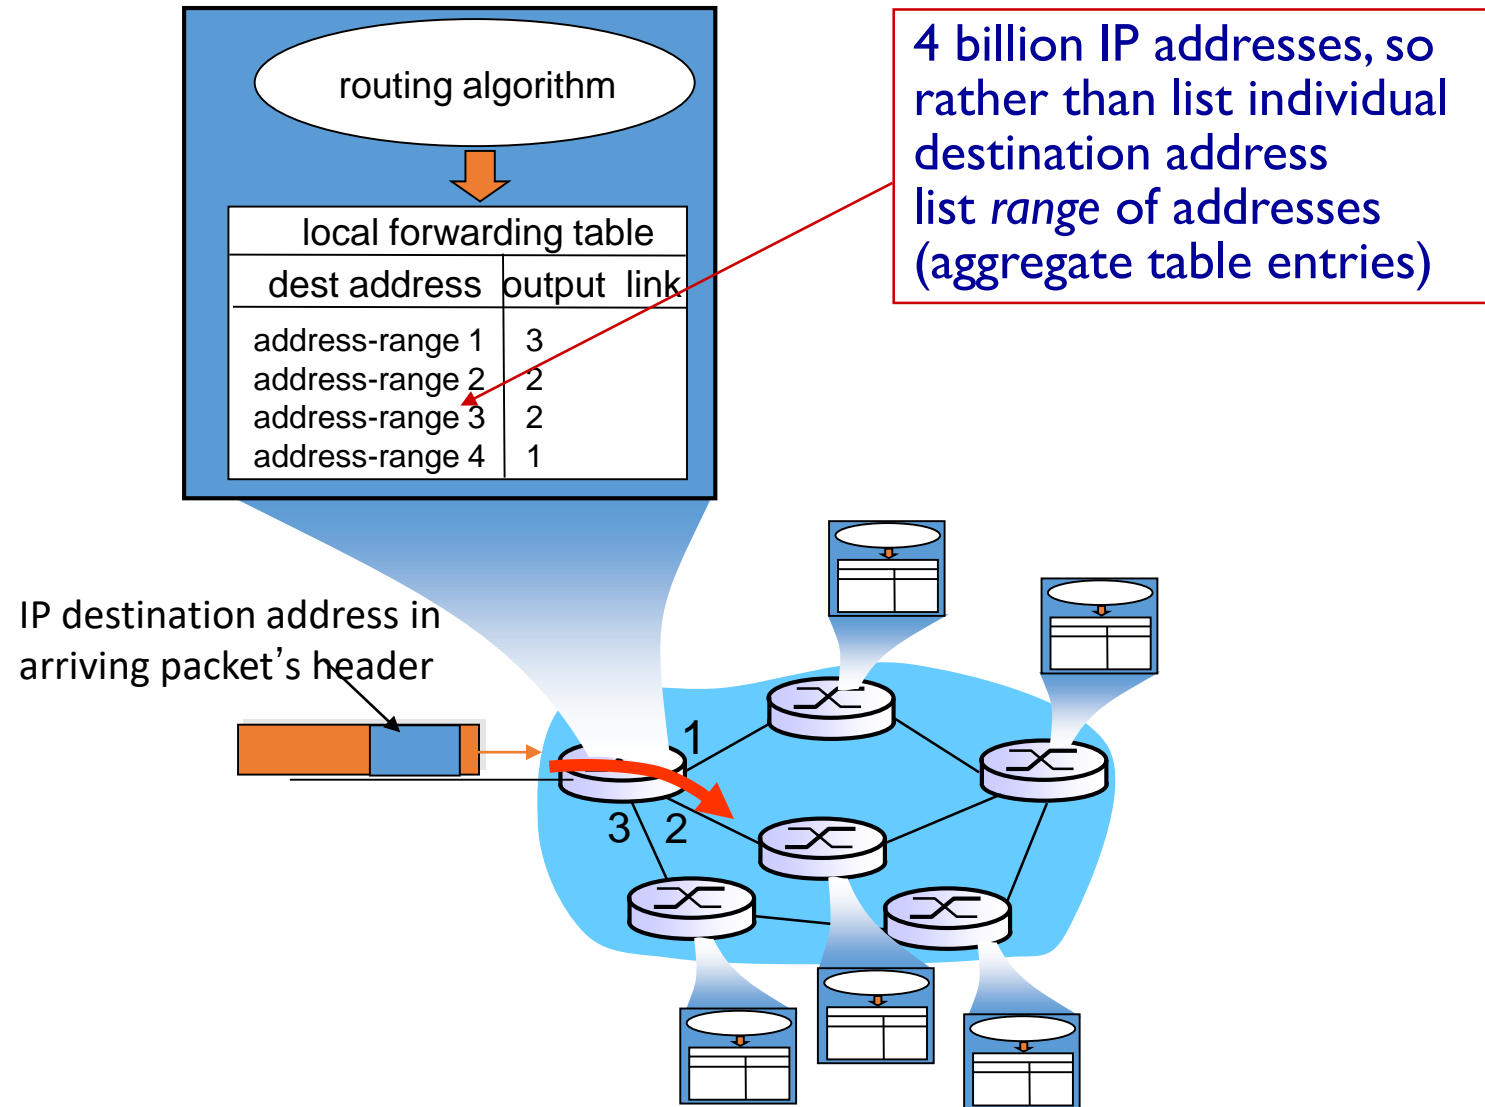 routing algorithm
local forwarding table
dest address output link
address-range 1 3
address-range 2 2
address-range 3 2
address-range 4 1
4 billion IP addresses, so
rather than list individual
destination address
list range of addresses
(aggregate table entries)
IP destination address in
arriving packet's header
1
3 2